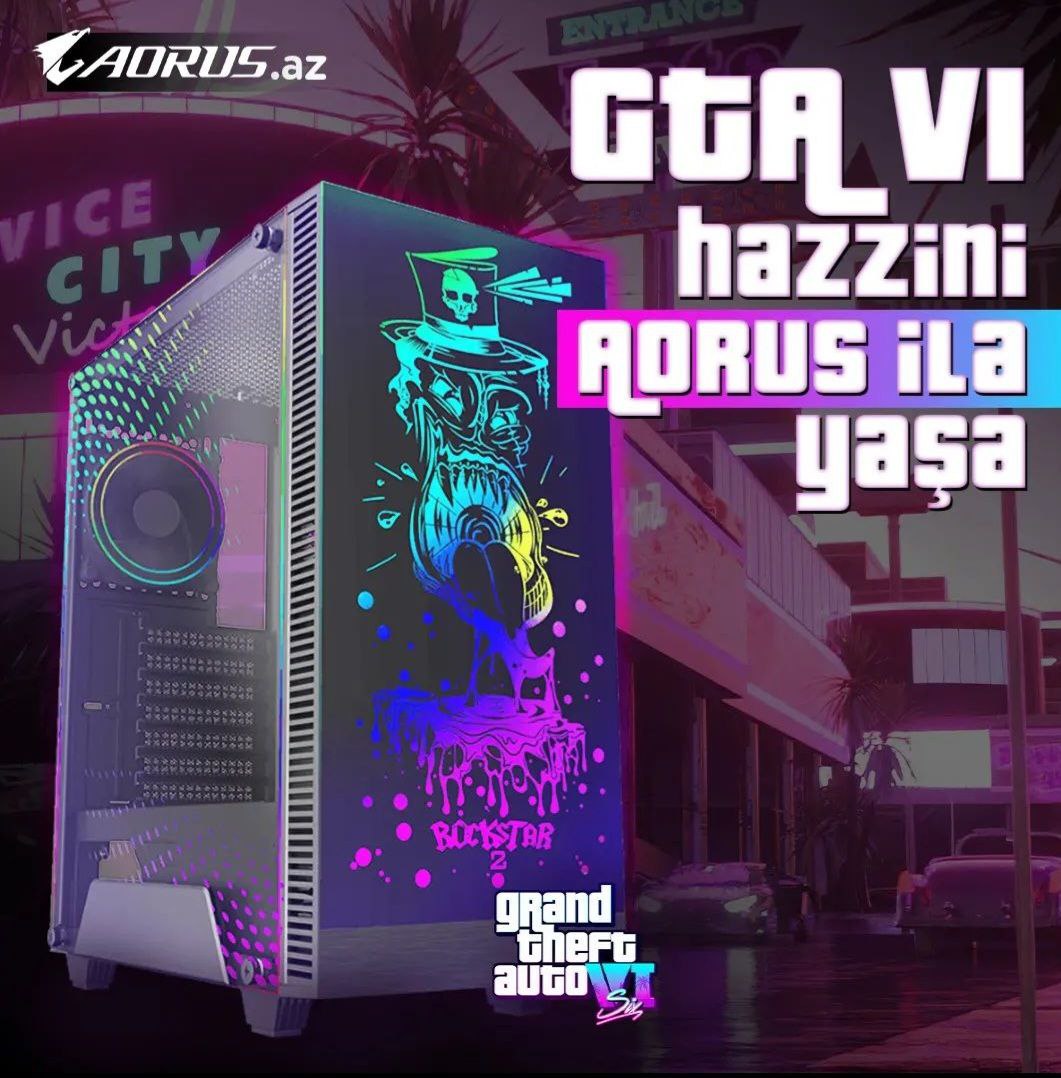 AORUS.az
ENTRANCE
GTA VI
hazzini
AORUS ila
yaşa
VICE
CITY
ROCKSTAR
2
grand
theft
auto VI
Six